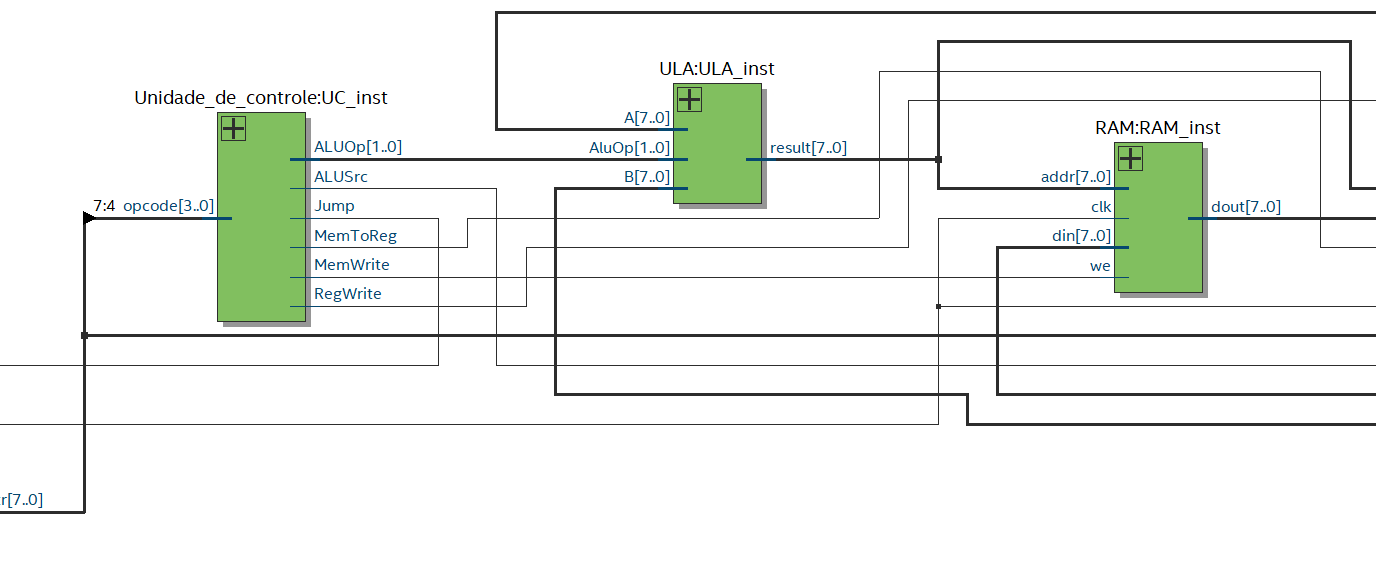 Unidade_de_controle:UC_inst
7:4
opcode[3..0]
ALUOp[1..0]
ALUSrc
Jump
MemToReg
MemWrite
RegWrite
ULA:ULA_inst
A[7..0]
AluOp[1..0]
B[7..0]
result[7..0]
RAM:RAM_inst
addr[7..0]
clk
din[7..0]
we
dout[7..0]
r[7..0]